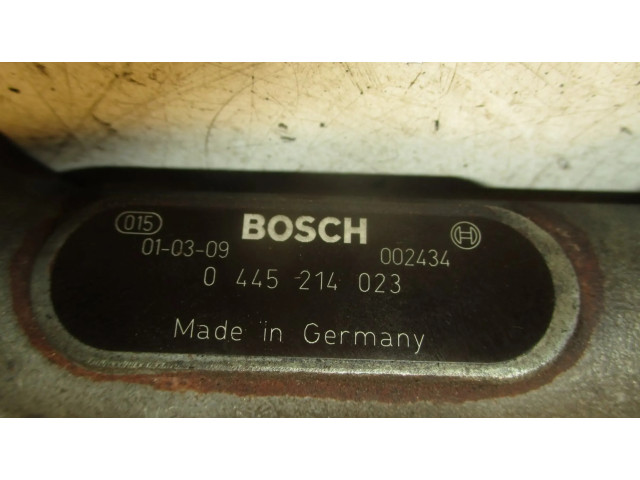 015 BOSCH
01-03-09 002434
0 445 214 023
Made in Germany